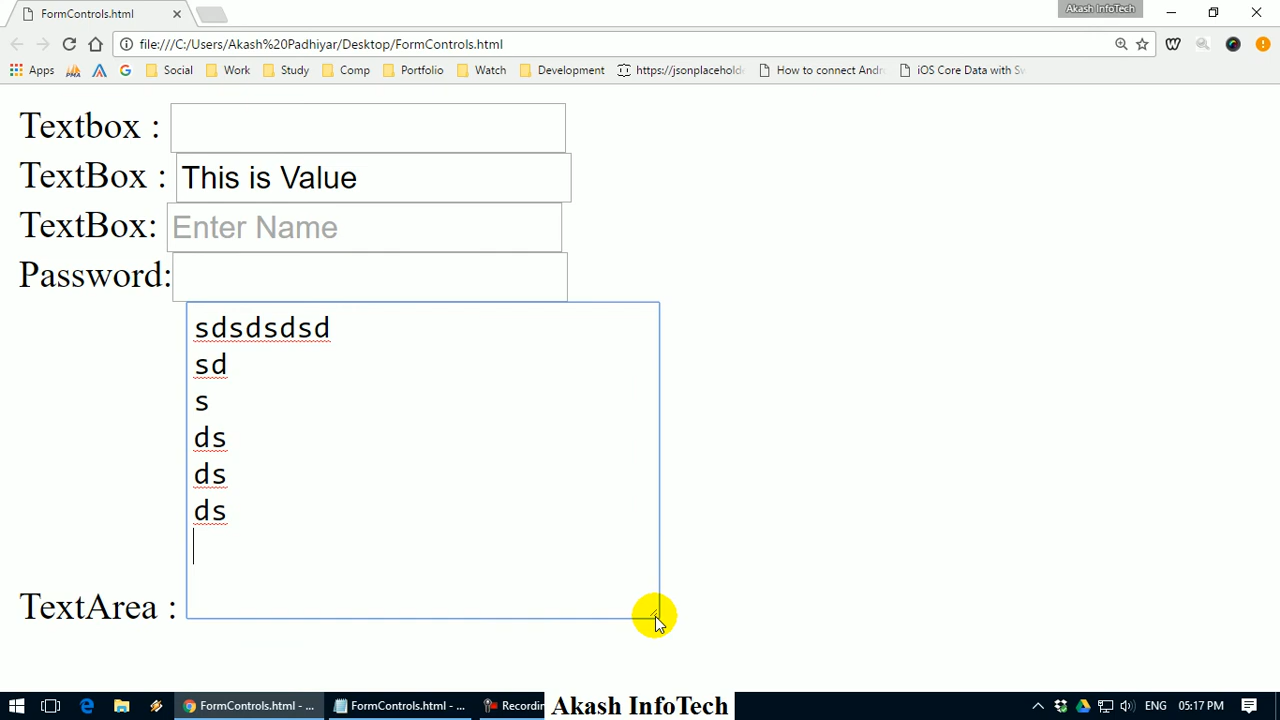 FormControls.html
Akash InfoTech
file:///C:/Users/Akash%20Padhiyar/Desktop/FormControls.html
Apps
Social
Work
Study
Comp
Portfolio
Watch
Development
https://jsonplacehold
How to connect Andr
iOS Core Data with Sw
Textbox :
TextBox : This is Value
TextBox: Enter Name
Password:
sdsdsdsd
sd
s
ds
ds
ds
TextArea :
FormControls.html - ...
FormControls.html - ...
Recordin
Akash InfoTech
ENG
05:17 PM